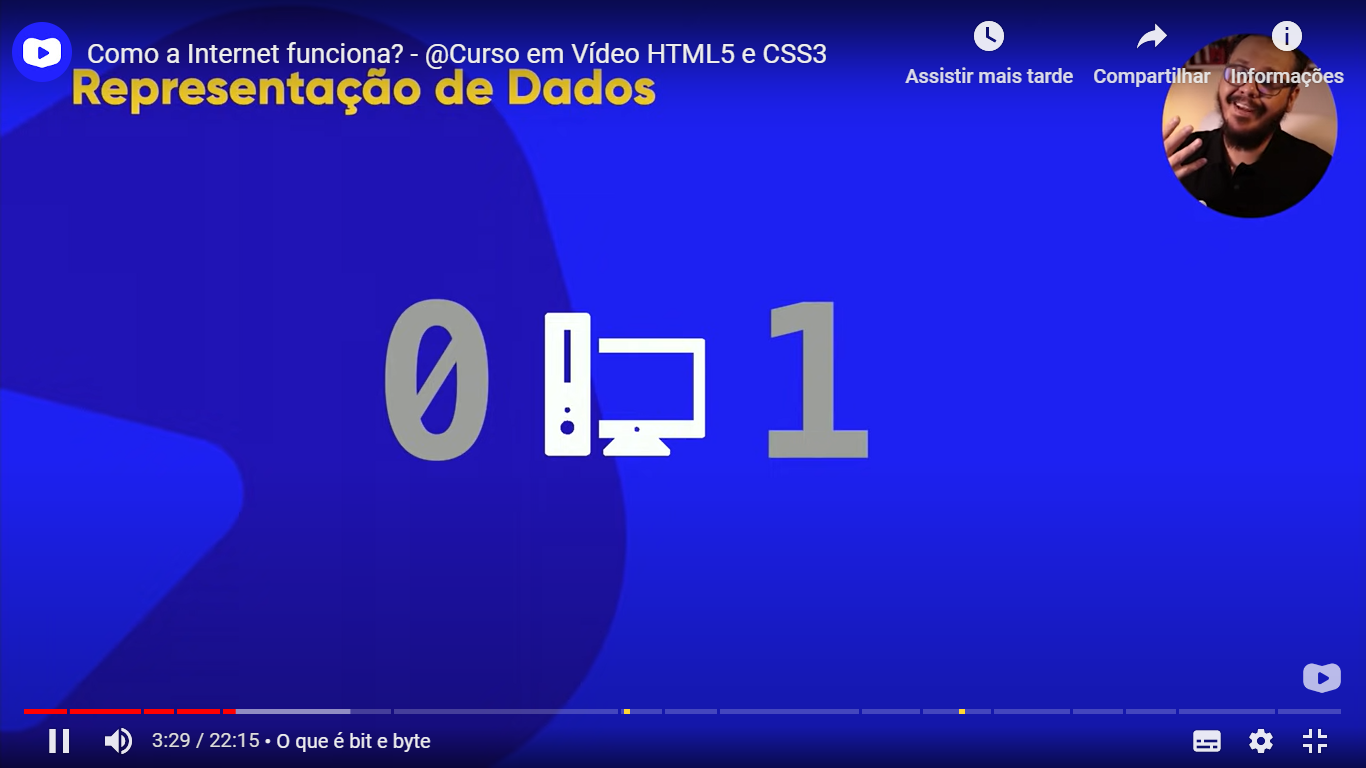 Como a Internet funciona? - @Curso em Vídeo HTML5 e CSS3
Assistir mais tarde
Compartilhar
Informações
Representação de Dados
0 1
3:29 / 22:15 • O que é bit e byte